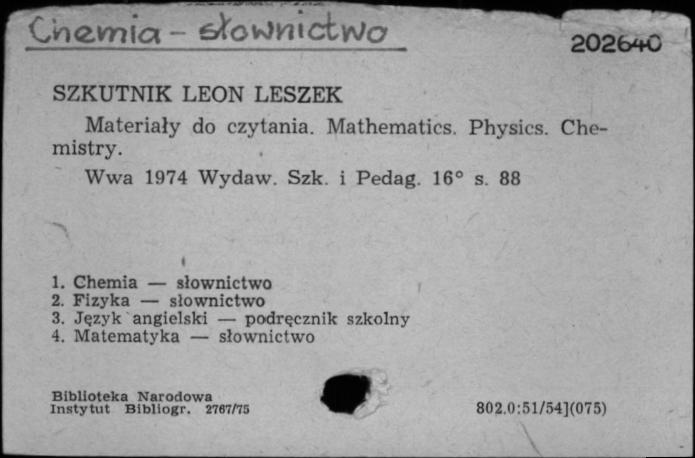 Chemia - słownictwo
202640
SZKUTNIK LEON LESZEK
Materiały do czytania. Mathematics. Physics. Che-
mistry.
Wwa 1974 Wydaw. Szk. i Pedag. 16° s. 88
1. Chemia — słownictwo
2. Fizyka — słownictwo
3. Język angielski — podręcznik szkolny
4. Matematyka — słownictwo
Biblioteka Narodowa
Instytut Bibliogr. 2767/75
802.0:51/54](075)